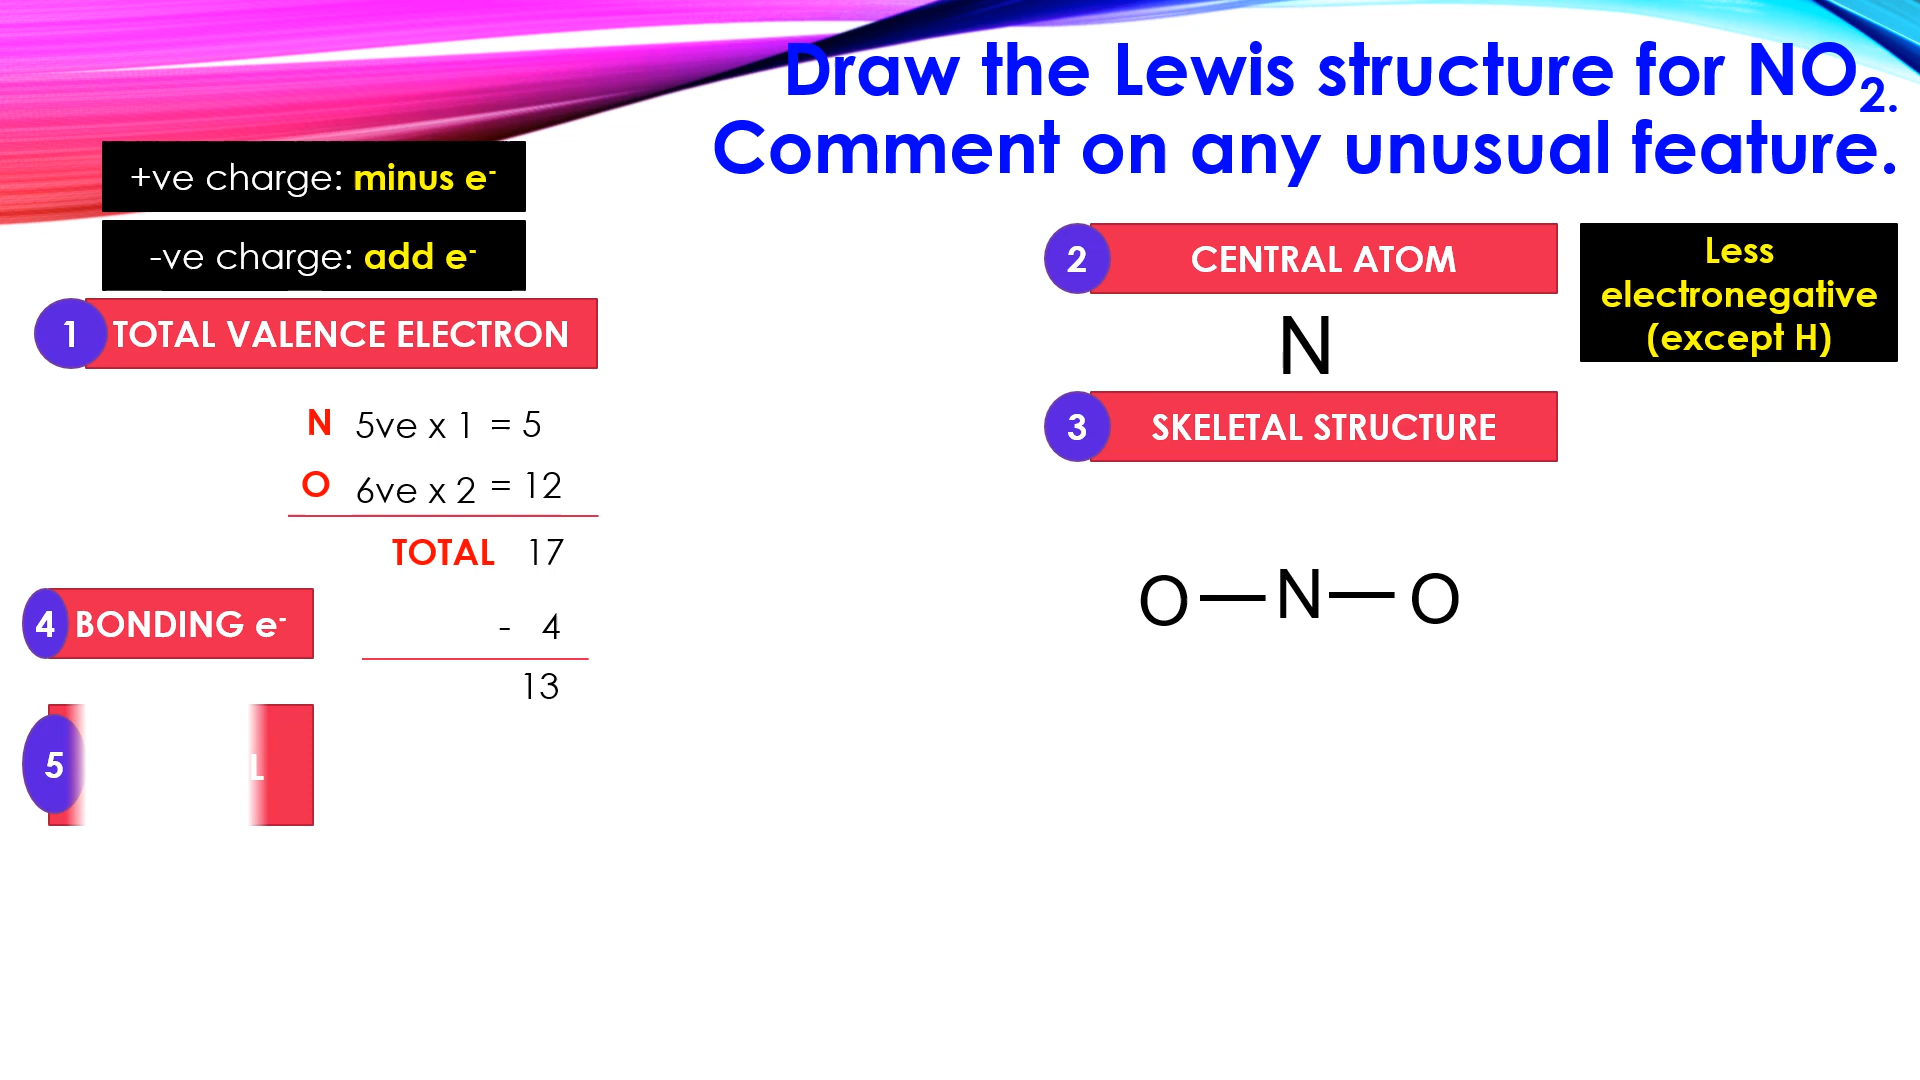 Draw the Lewis structure for NO₂.
Comment on any unusual feature.
+ve charge: minus e⁻
-ve charge: add e⁻
1 TOTAL VALENCE ELECTRON
N 5ve x 1 = 5
O 6ve x 2 = 12
TOTAL 17
4 BONDING e⁻ - 4
13
5 L
2 CENTRAL ATOM
Less
electronegative
(except H)
N
3 SKELETAL STRUCTURE
O—N—O